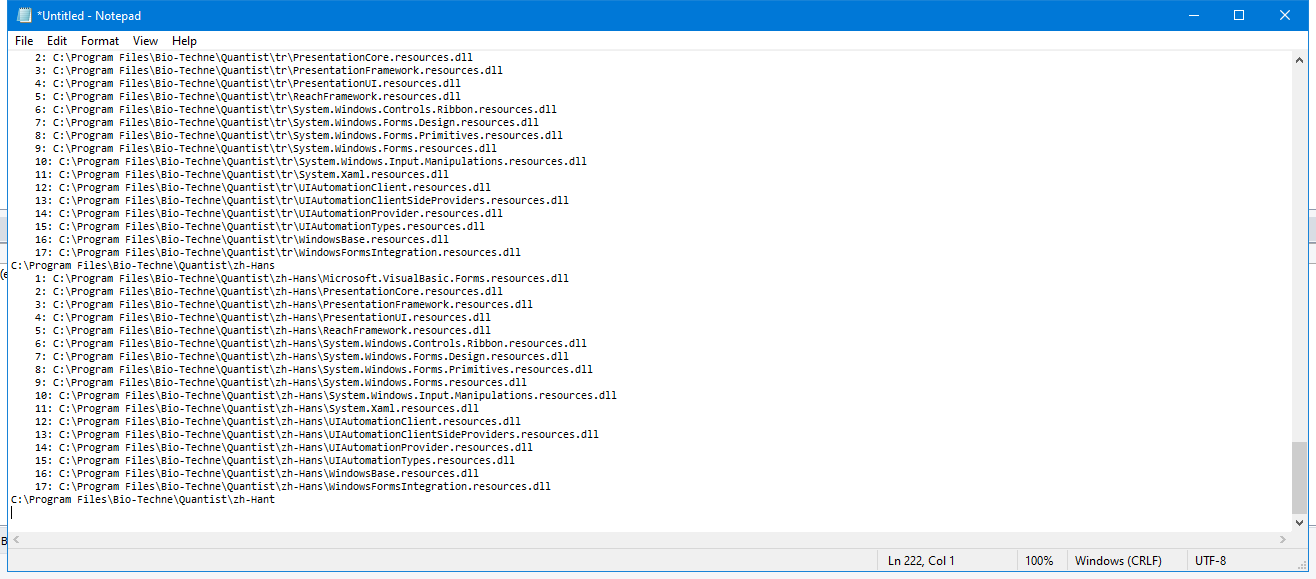 *Untitled - Notepad
File Edit Format View Help
2: C:\Program Files\Bio-Techne\Quantist\tr\PresentationCore.resources.dll
3: C:\Program Files\Bio-Techne\Quantist\tr\PresentationFramework.resources.dll
4: C:\Program Files\Bio-Techne\Quantist\tr\PresentationUI.resources.dll
5: C:\Program Files\Bio-Techne\Quantist\tr\ReachFramework.resources.dll
6: C:\Program Files\Bio-Techne\Quantist\tr\System.Windows.Controls.Ribbon.resources.dll
7: C:\Program Files\Bio-Techne\Quantist\tr\System.Windows.Forms.Design.resources.dll
8: C:\Program Files\Bio-Techne\Quantist\tr\System.Windows.Forms.Primitives.resources.dll
9: C:\Program Files\Bio-Techne\Quantist\tr\System.Windows.Forms.resources.dll
10: C:\Program Files\Bio-Techne\Quantist\tr\System.Windows.Input.Manipulations.resources.dll
11: C:\Program Files\Bio-Techne\Quantist\tr\System.Xaml.resources.dll
12: C:\Program Files\Bio-Techne\Quantist\tr\UIAutomationClient.resources.dll
13: C:\Program Files\Bio-Techne\Quantist\tr\UIAutomationClientSideProviders.resources.dll
14: C:\Program Files\Bio-Techne\Quantist\tr\UIAutomationProvider.resources.dll
15: C:\Program Files\Bio-Techne\Quantist\tr\UIAutomationTypes.resources.dll
16: C:\Program Files\Bio-Techne\Quantist\tr\WindowsBase.resources.dll
17: C:\Program Files\Bio-Techne\Quantist\tr\WindowsFormsIntegration.resources.dll
C:\Program Files\Bio-Techne\Quantist\zh-Hans
1: C:\Program Files\Bio-Techne\Quantist\zh-Hans\Microsoft.VisualBasic.Forms.resources.dll
2: C:\Program Files\Bio-Techne\Quantist\zh-Hans\PresentationCore.resources.dll
3: C:\Program Files\Bio-Techne\Quantist\zh-Hans\PresentationFramework.resources.dll
4: C:\Program Files\Bio-Techne\Quantist\zh-Hans\PresentationUI.resources.dll
5: C:\Program Files\Bio-Techne\Quantist\zh-Hans\ReachFramework.resources.dll
6: C:\Program Files\Bio-Techne\Quantist\zh-Hans\System.Windows.Controls.Ribbon.resources.dll
7: C:\Program Files\Bio-Techne\Quantist\zh-Hans\System.Windows.Forms.Design.resources.dll
8: C:\Program Files\Bio-Techne\Quantist\zh-Hans\System.Windows.Forms.Primitives.resources.dll
9: C:\Program Files\Bio-Techne\Quantist\zh-Hans\System.Windows.Forms.resources.dll
10: C:\Program Files\Bio-Techne\Quantist\zh-Hans\System.Windows.Input.Manipulations.resources.dll
11: C:\Program Files\Bio-Techne\Quantist\zh-Hans\System.Xaml.resources.dll
12: C:\Program Files\Bio-Techne\Quantist\zh-Hans\UIAutomationClient.resources.dll
13: C:\Program Files\Bio-Techne\Quantist\zh-Hans\UIAutomationClientSideProviders.resources.dll
14: C:\Program Files\Bio-Techne\Quantist\zh-Hans\UIAutomationProvider.resources.dll
15: C:\Program Files\Bio-Techne\Quantist\zh-Hans\UIAutomationTypes.resources.dll
16: C:\Program Files\Bio-Techne\Quantist\zh-Hans\WindowsBase.resources.dll
17: C:\Program Files\Bio-Techne\Quantist\zh-Hans\WindowsFormsIntegration.resources.dll
C:\Program Files\Bio-Techne\Quantist\zh-Hant
Ln 222, Col 1 100% Windows (CRLF) UTF-8